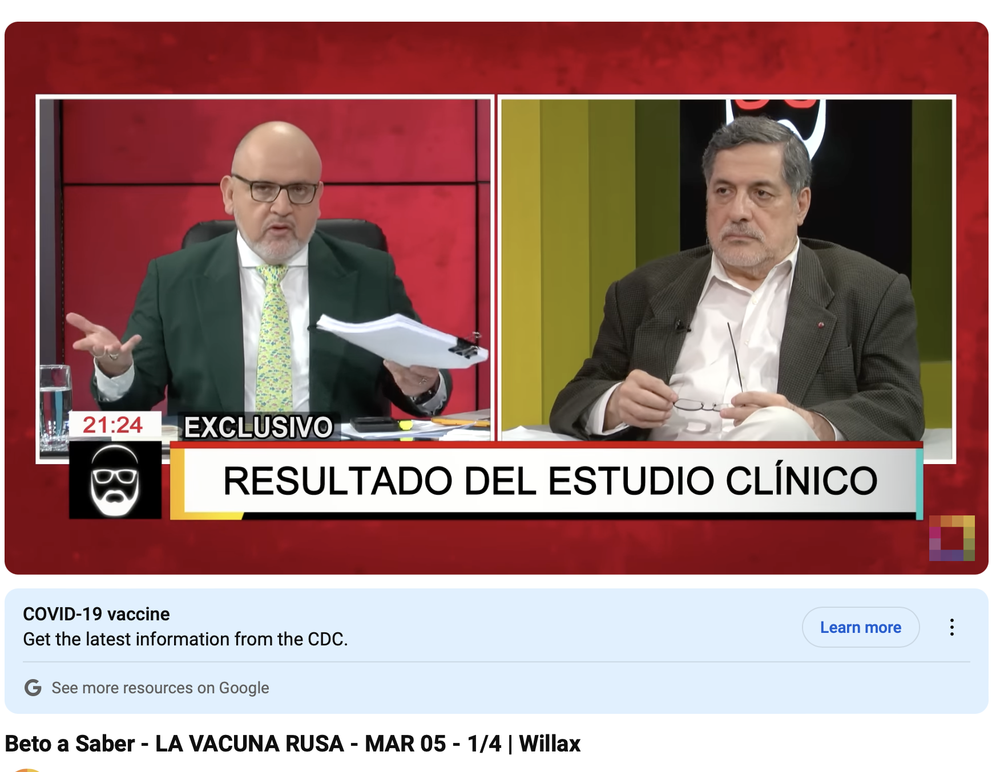 21:24
EXCLUSIVO
RESULTADO DEL ESTUDIO CLÍNICO
COVID-19 vaccine
Get the latest information from the CDC.
Learn more
G See more resources on Google
Beto a Saber - LA VACUNA RUSA - MAR 05 - 1/4 | Willax